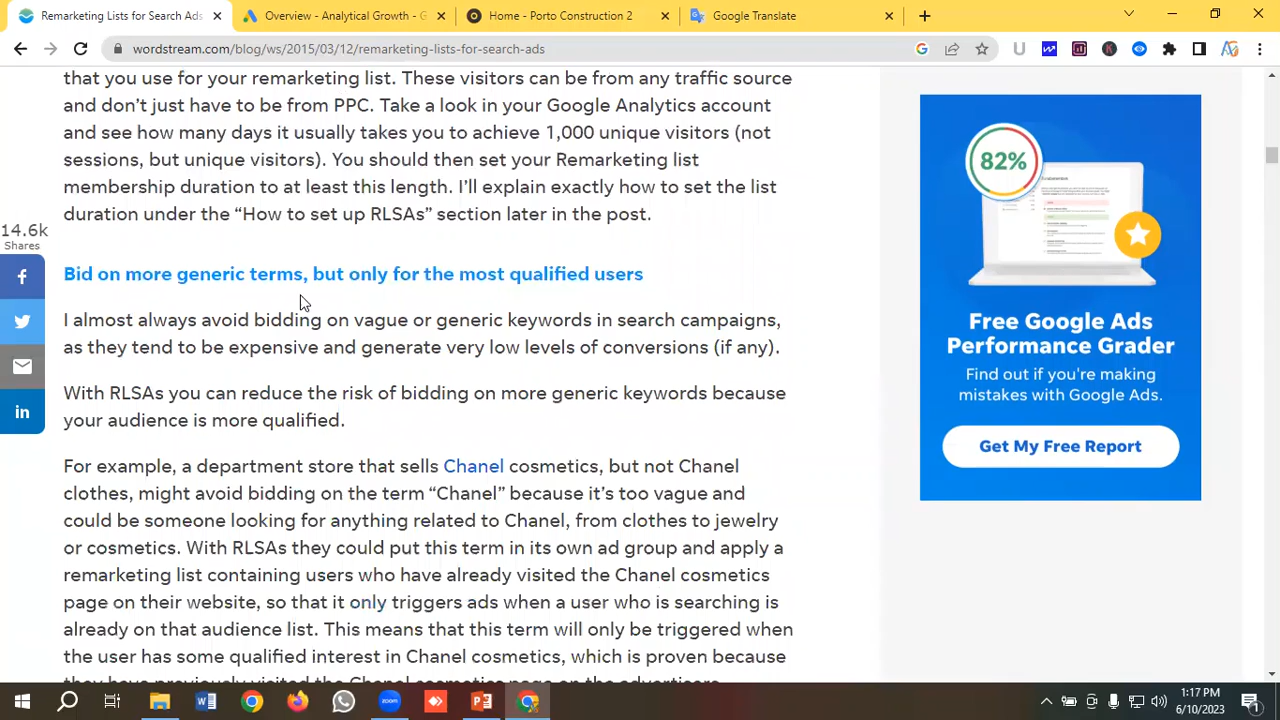 Remarketing Lists for Search Ads
Overview - Analytical Growth - G
Home - Porto Construction 2
Google Translate
wordstream.com/blog/ws/2015/03/12/remarketing-lists-for-search-ads
that you use for your remarketing list. These visitors can be from any traffic source
and don’t just have to be from PPC. Take a look in your Google Analytics account
and see how many days it usually takes you to achieve 1,000 unique visitors (not
sessions, but unique visitors). You should then set your Remarketing list
membership duration to at least this length. I’ll explain exactly how to set the list
duration under the “How to set up RLSAs” section later in the post.
14.6k
Shares
Bid on more generic terms, but only for the most qualified users
I almost always avoid bidding on vague or generic keywords in search campaigns,
as they tend to be expensive and generate very low levels of conversions (if any).
With RLSAs you can reduce the risk of bidding on more generic keywords because
your audience is more qualified.
For example, a department store that sells Chanel cosmetics, but not Chanel
clothes, might avoid bidding on the term “Chanel” because it’s too vague and
could be someone looking for anything related to Chanel, from clothes to jewelry
or cosmetics. With RLSAs they could put this term in its own ad group and apply a
remarketing list containing users who have already visited the Chanel cosmetics
page on their website, so that it only triggers ads when a user who is searching is
already on that audience list. This means that this term will only be triggered when
the user has some qualified interest in Chanel cosmetics, which is proven because
they have previously visited the Chanel cosmetics page on the advertisers
82%
Free Google Ads
Performance Grader
Find out if you're making
mistakes with Google Ads.
Get My Free Report
zoom
1:17 PM
6/10/2023